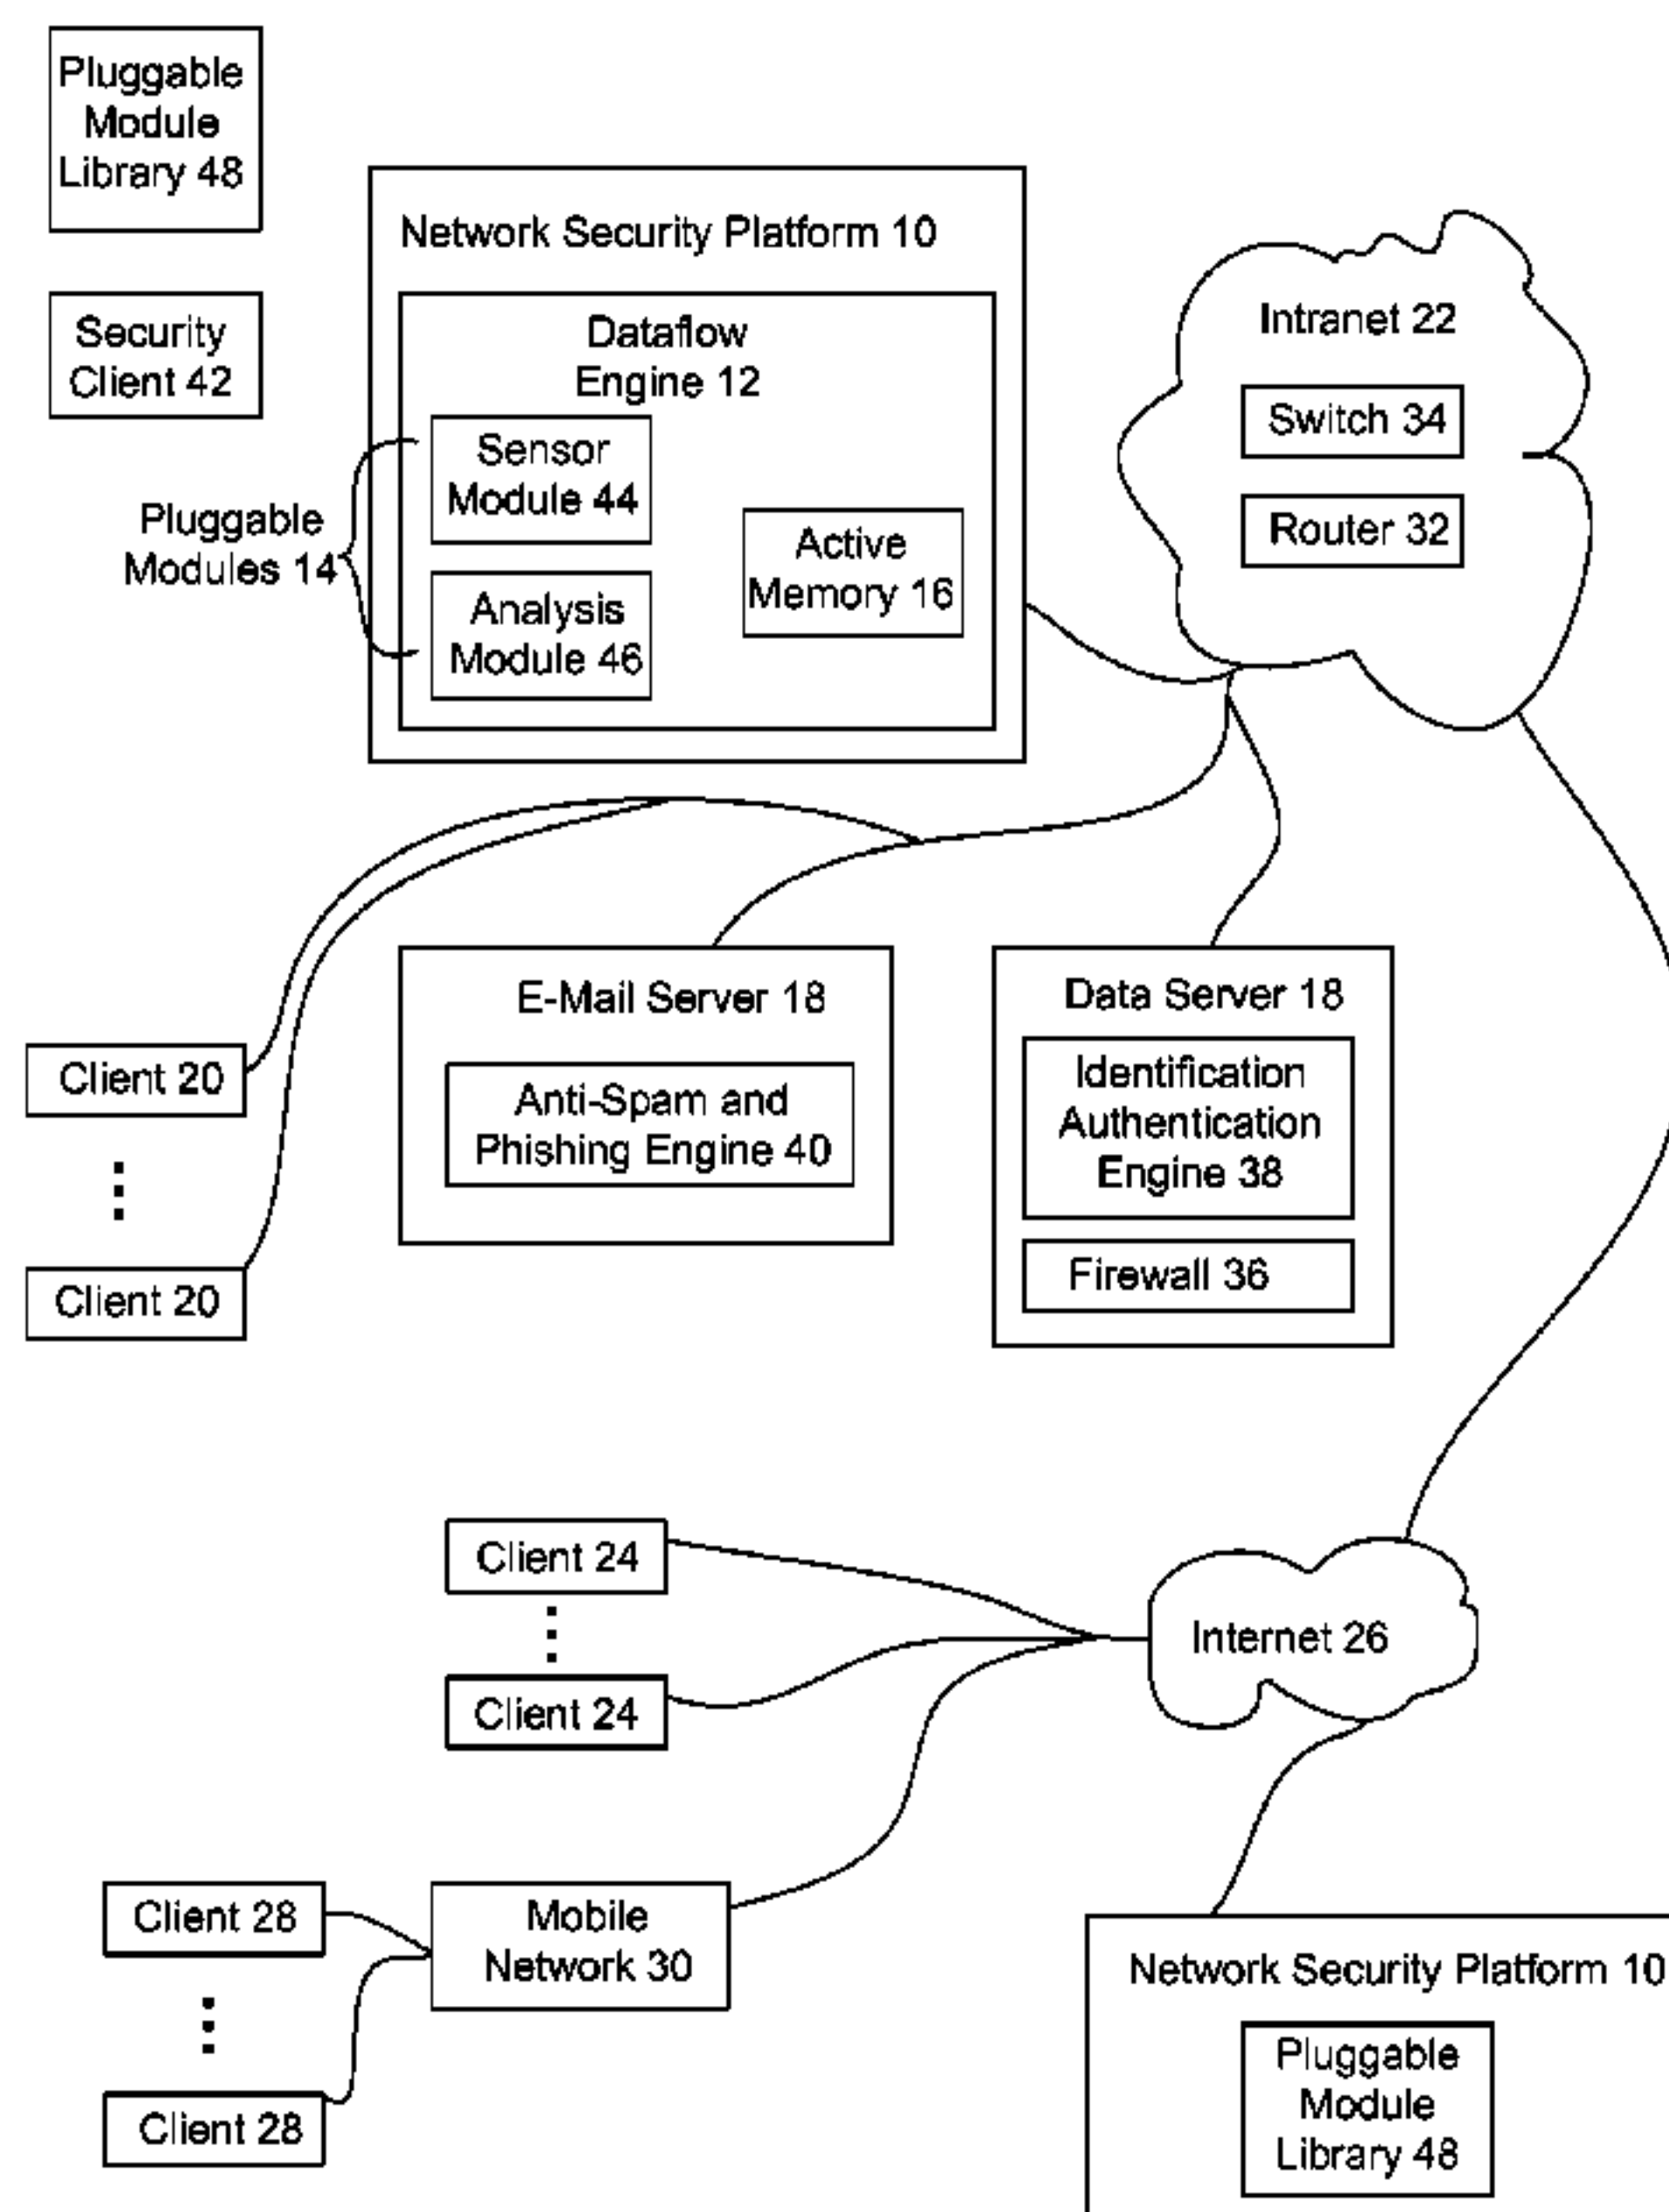 Pluggable
Module
Library 48
Network Security Platform 10
Security
Client 42
Dataflow
Engine 12
Sensor
Module 44
Pluggable
Modules 14
Analysis
Module 46
Active
Memory 16
Intranet 22
Switch 34
Router 32
E-Mail Server 18
Anti-Spam and
Phishing Engine 40
Data Server 18
Identification
Authentication
Engine 38
Firewall 36
Client 20
Client 20
Client 24
Client 24
Internet 26
Client 28
Client 28
Mobile
Network 30
Network Security Platform 10
Pluggable
Module
Library 48